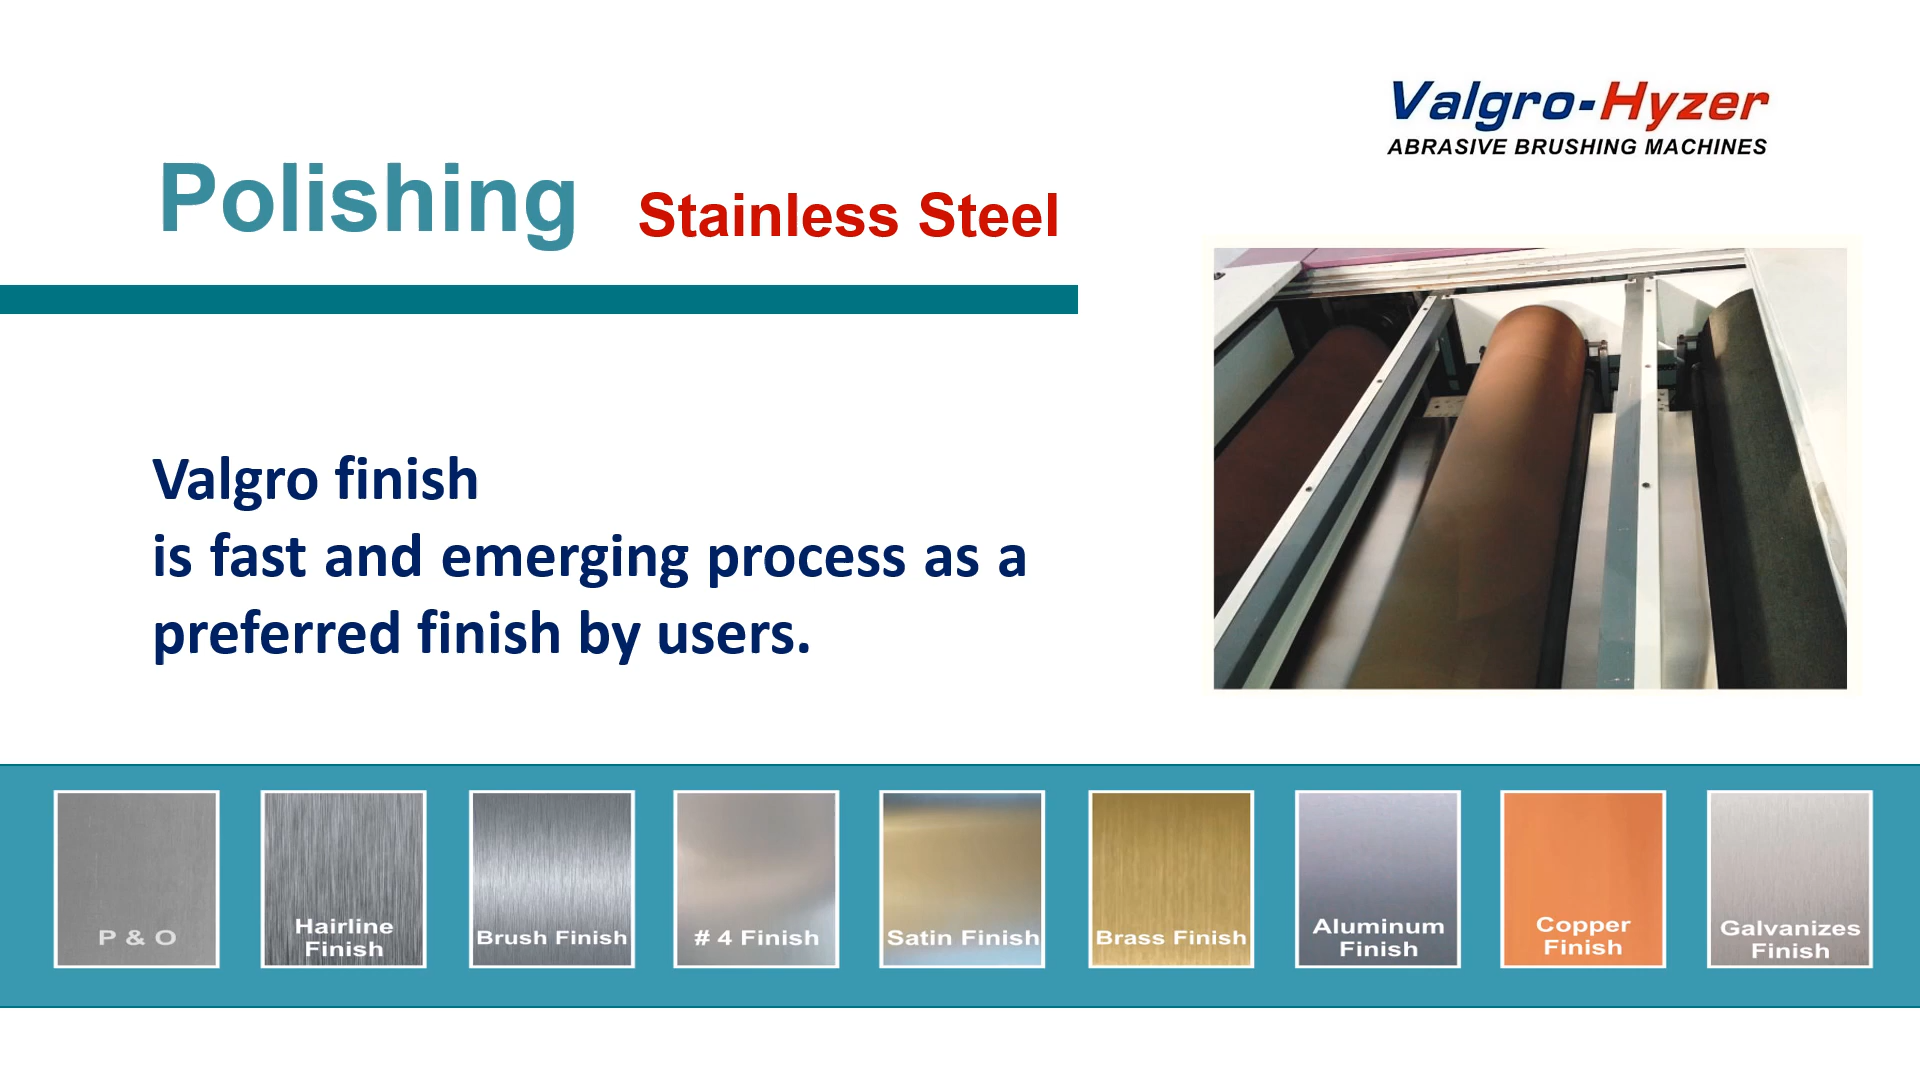 Valgro-Hyzer
ABRASIVE BRUSHING MACHINES
Polishing Stainless Steel
Valgro finish
is fast and emerging process as a
preferred finish by users.
P & O
Hairline
Finish
Brush Finish
# 4 Finish
Satin Finish
Brass Finish
Aluminum
Finish
Copper
Finish
Galvanizes
Finish